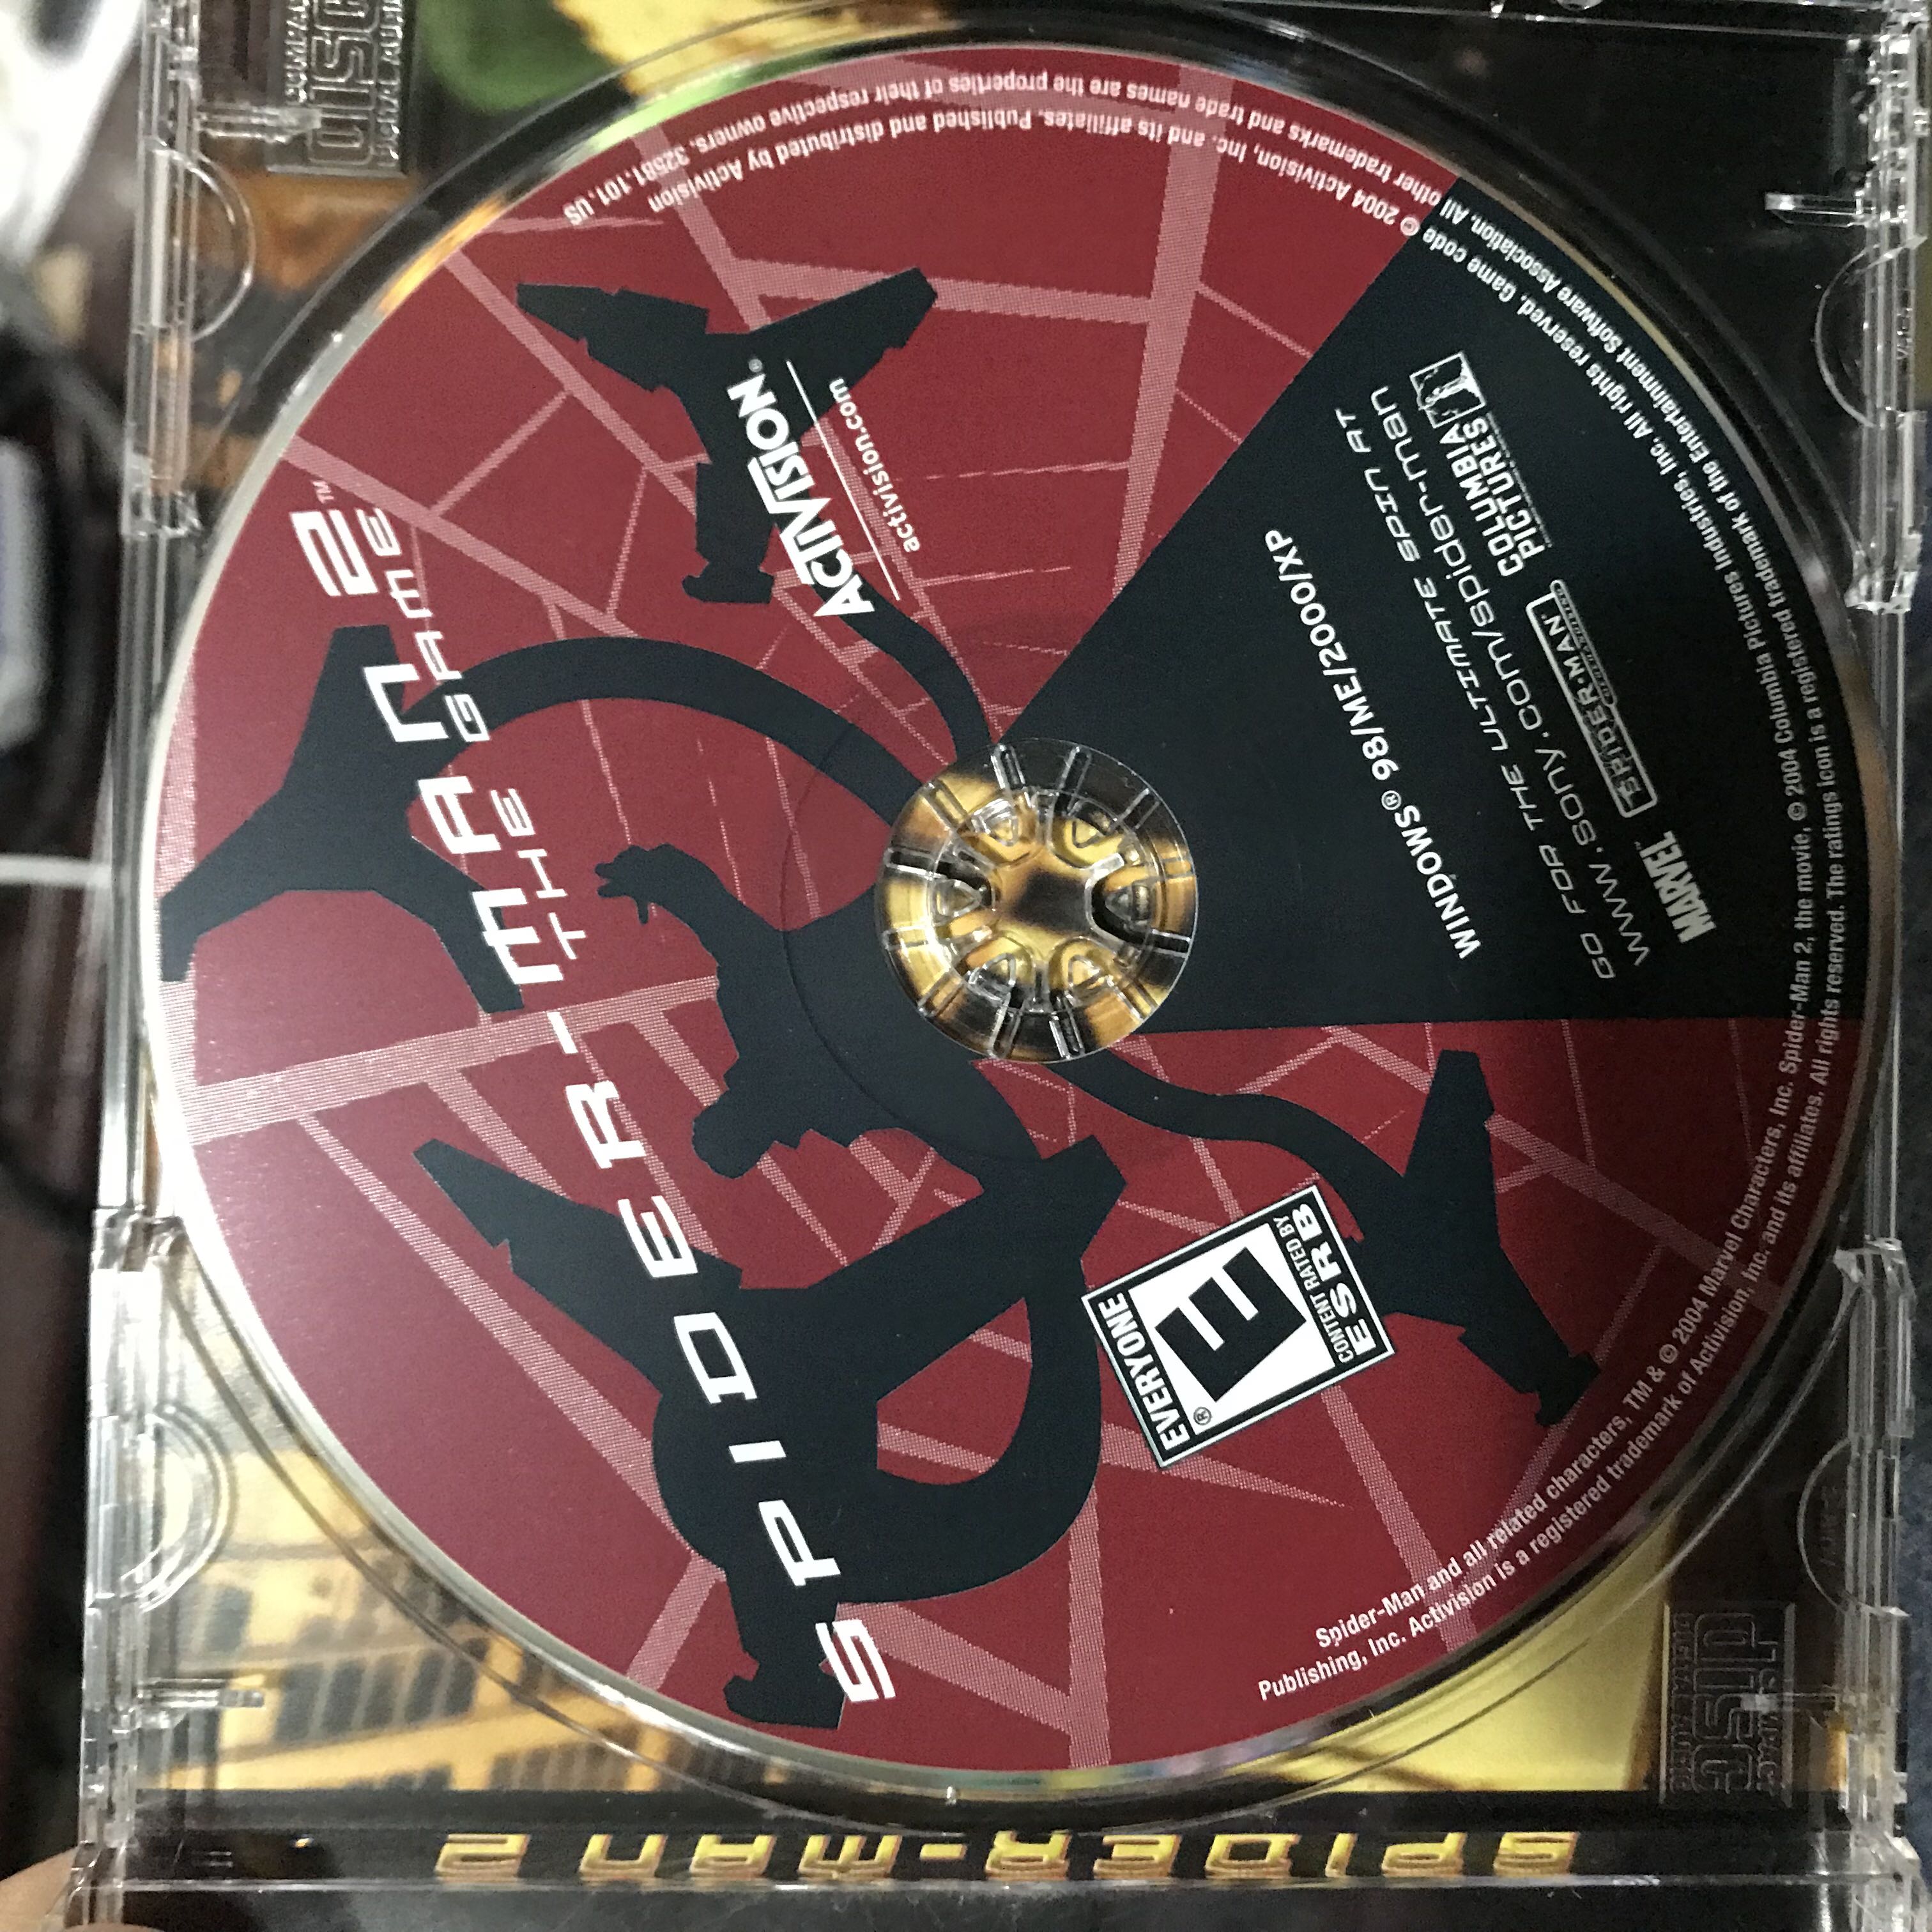 SPIDER-MAN 2™
THE GAME
ACTIVISION®
activision.com
EVERYONE
E®
CONTENT RATED BY
ESRB
WINDOWS® 98/ME/2000/XP
GO FOR THE ULTIMATE SPIN AT
www.sony.com/spider-man
MARVEL
SPIDER-MAN
COLUMBIA
PICTURES
Spider-Man and all related characters, TM & © 2004 Marvel Characters, Inc. Spider-Man 2, the movie, © 2004 Columbia Pictures Industries, Inc. All rights reserved. Game code © 2004 Activision, Inc. and its affiliates. Published and distributed by Activision
Publishing, Inc. Activision is a registered trademark of Activision, Inc. and its affiliates. All rights reserved. The ratings icon is a registered trademark of the Entertainment Software Association. All other trademarks and trade names are the properties of their respective owners. 32581.101.US
SPIDER-MAN 2
COMPACT
disc
COMPACT
disc